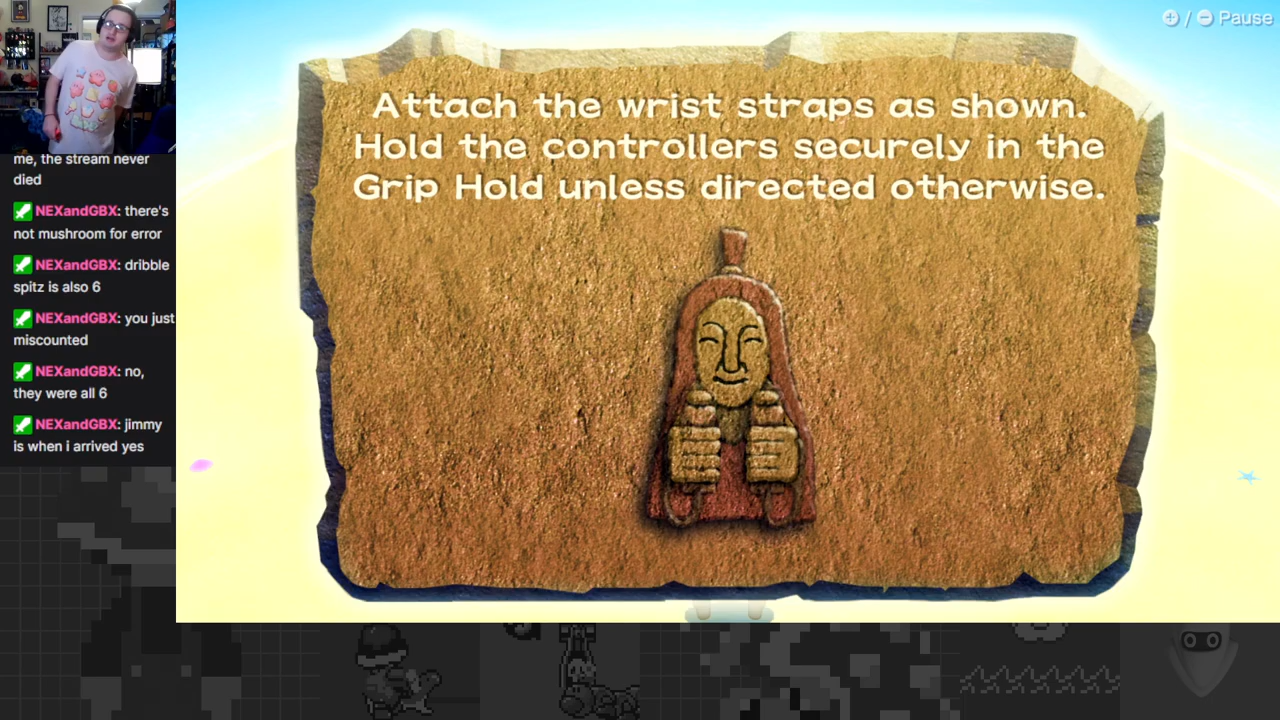 + / - Pause
Attach the wrist straps as shown.
Hold the controllers securely in the
Grip Hold unless directed otherwise.
me, the stream never
died
NEXandGBX: there's
not mushroom for error
NEXandGBX: dribble
spitz is also 6
NEXandGBX: you just
miscounted
NEXandGBX: no,
they were all 6
NEXandGBX: jimmy
is when i arrived yes